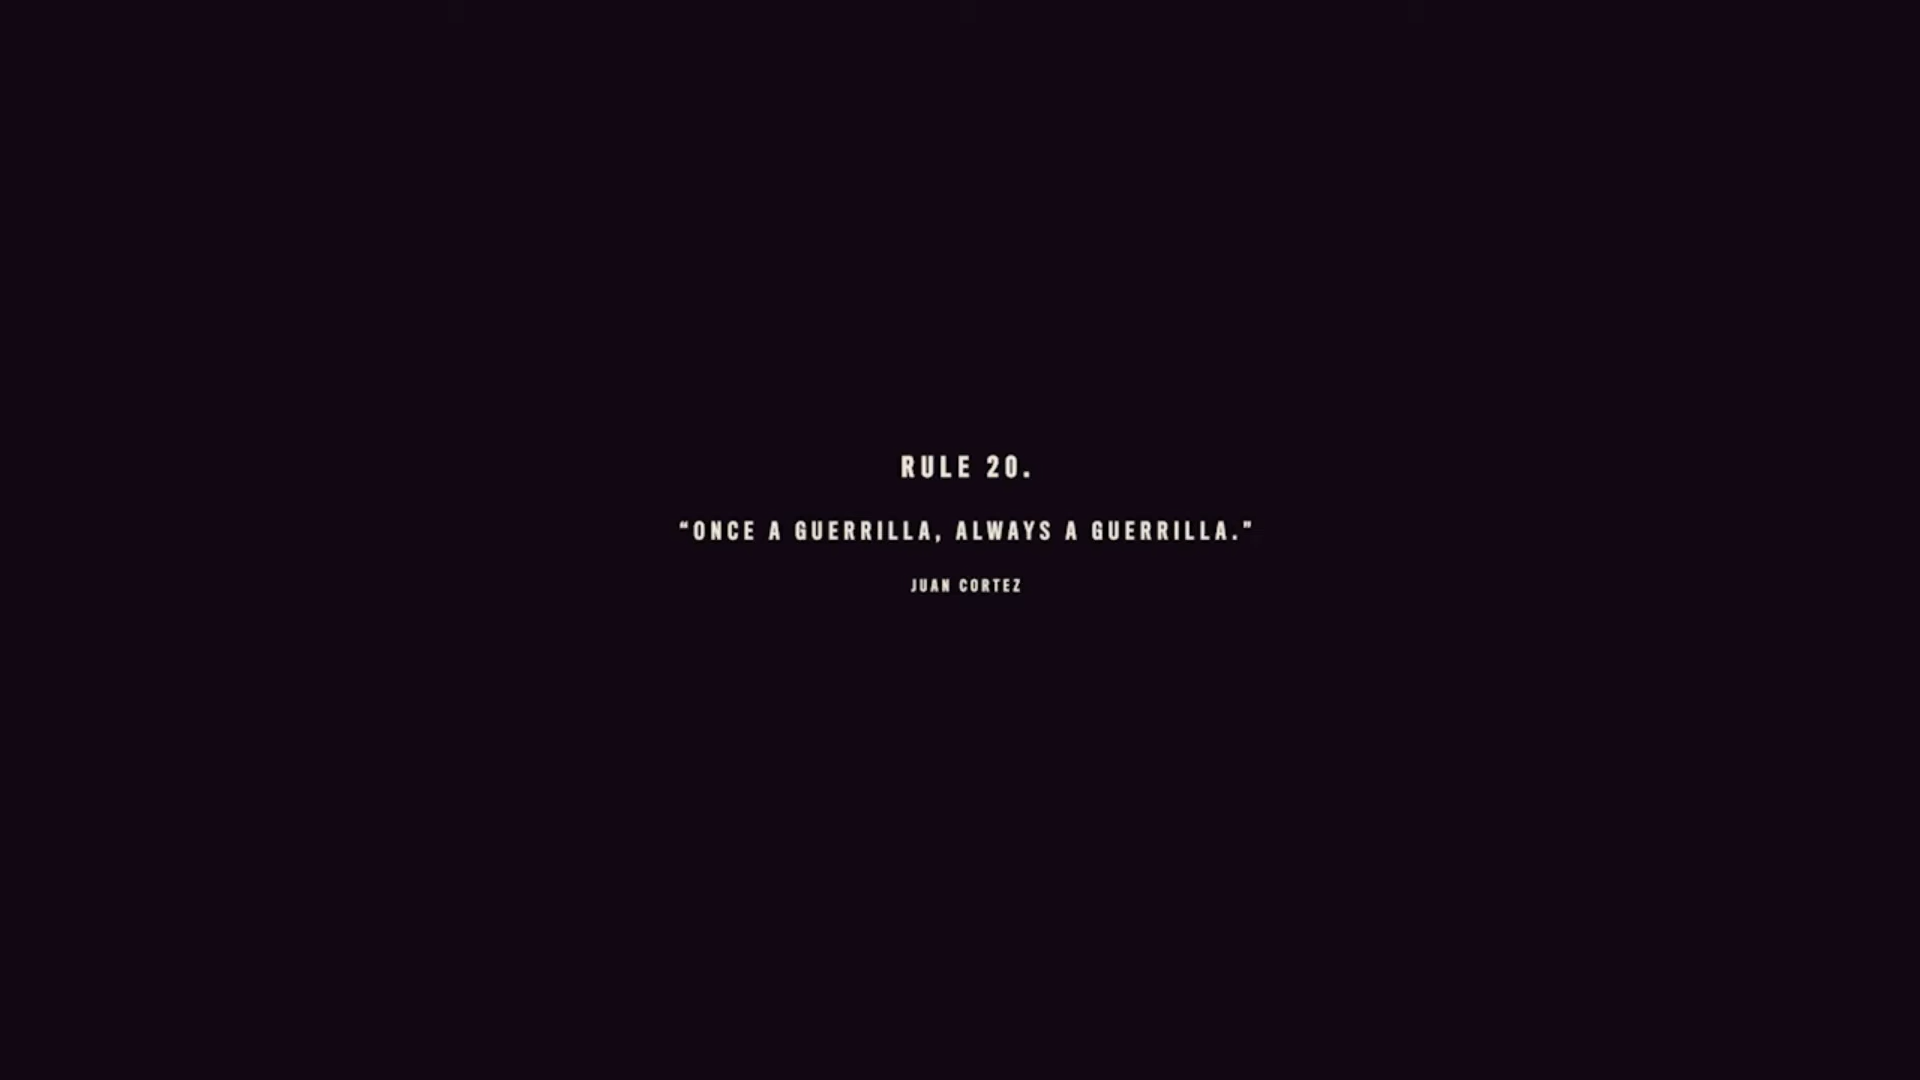 RULE 20.
“ONCE A GUERRILLA, ALWAYS A GUERRILLA.”
JUAN CORTEZ